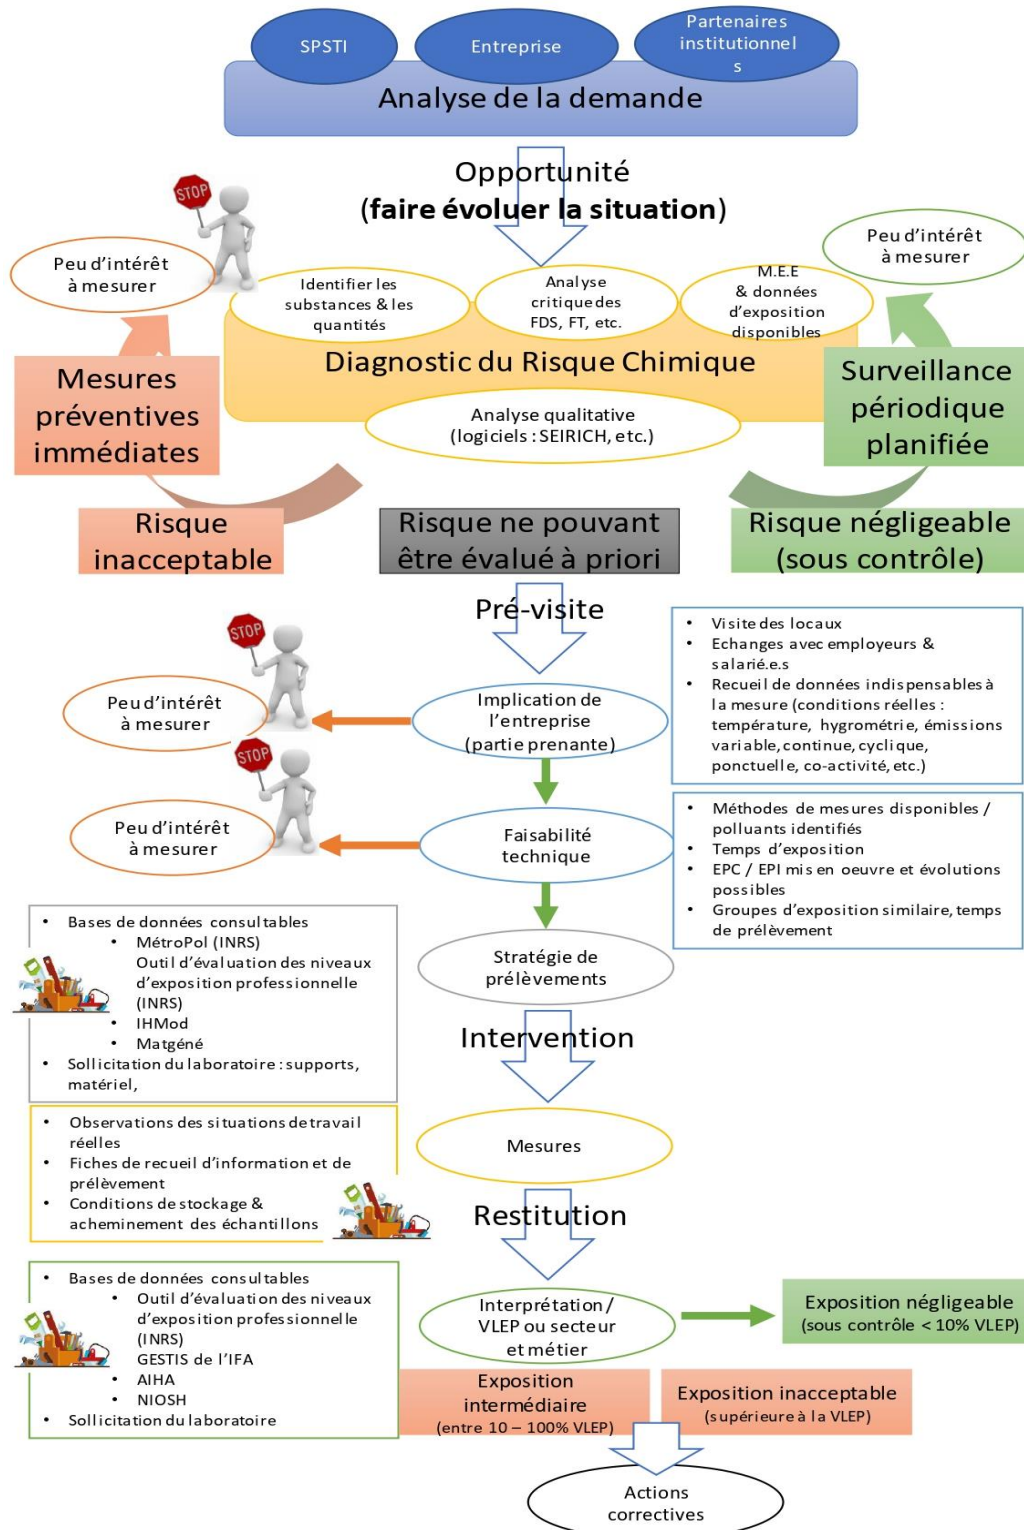 SPSTI
Entreprise
Partenaires
institutionnel
s
Analyse de la demande
Opportunité
(faire évoluer la situation)
STOP
Peu d'intérêt
à mesurer
Peu d'intérêt
à mesurer
Identifier les
substances & les
quantités
Analyse
critique des
FDS, FT, etc.
M.E.E
& données
d'exposition
disponibles
Diagnostic du Risque Chimique
Analyse qualitative
(logiciels : SEIRICH, etc.)
Mesures
préventives
immédiates
Surveillance
périodique
planifiée
Risque
inacceptable
Risque ne pouvant
être évalué à priori
Risque négligeable
(sous contrôle)
Pré-visite
• Visite des locaux
• Echanges avec employeurs &
salarié.e.s
• Recueil de données indispensables à
la mesure (conditions réelles :
température, hygrométrie, émissions
variable, continue, cyclique,
ponctuelle, co-activité, etc.)
STOP
Peu d'intérêt
à mesurer
Implication de
l'entreprise
(partie prenante)
STOP
Peu d'intérêt
à mesurer
Faisabilité
technique
• Méthodes de mesures disponibles /
polluants identifiés
• Temps d'exposition
• EPC / EPI mis en oeuvre et évolutions
possibles
• Groupes d'exposition similaire, temps
de prélèvement
• Bases de données consultables
• MétroPol (INRS)
Outil d'évaluation des niveaux
d'exposition professionnelle
(INRS)
• IHMod
• Matgéné
• Sollicitation du laboratoire : supports,
matériel,
Stratégie de
prélèvements
Intervention
• Observations des situations de travail
réelles
• Fiches de recueil d'information et de
prélèvement
• Conditions de stockage &
acheminement des échantillons
Mesures
Restitution
• Bases de données consultables
• Outil d'évaluation des niveaux
d'exposition professionnelle
(INRS)
GESTIS de l'IFA
• AIHA
• NIOSH
• Sollicitation du laboratoire
Interprétation /
VLEP ou secteur
et métier
Exposition négligeable
(sous contrôle < 10% VLEP)
Exposition
intermédiaire
(entre 10 – 100% VLEP)
Exposition inacceptable
(supérieure à la VLEP)
Actions
correctives